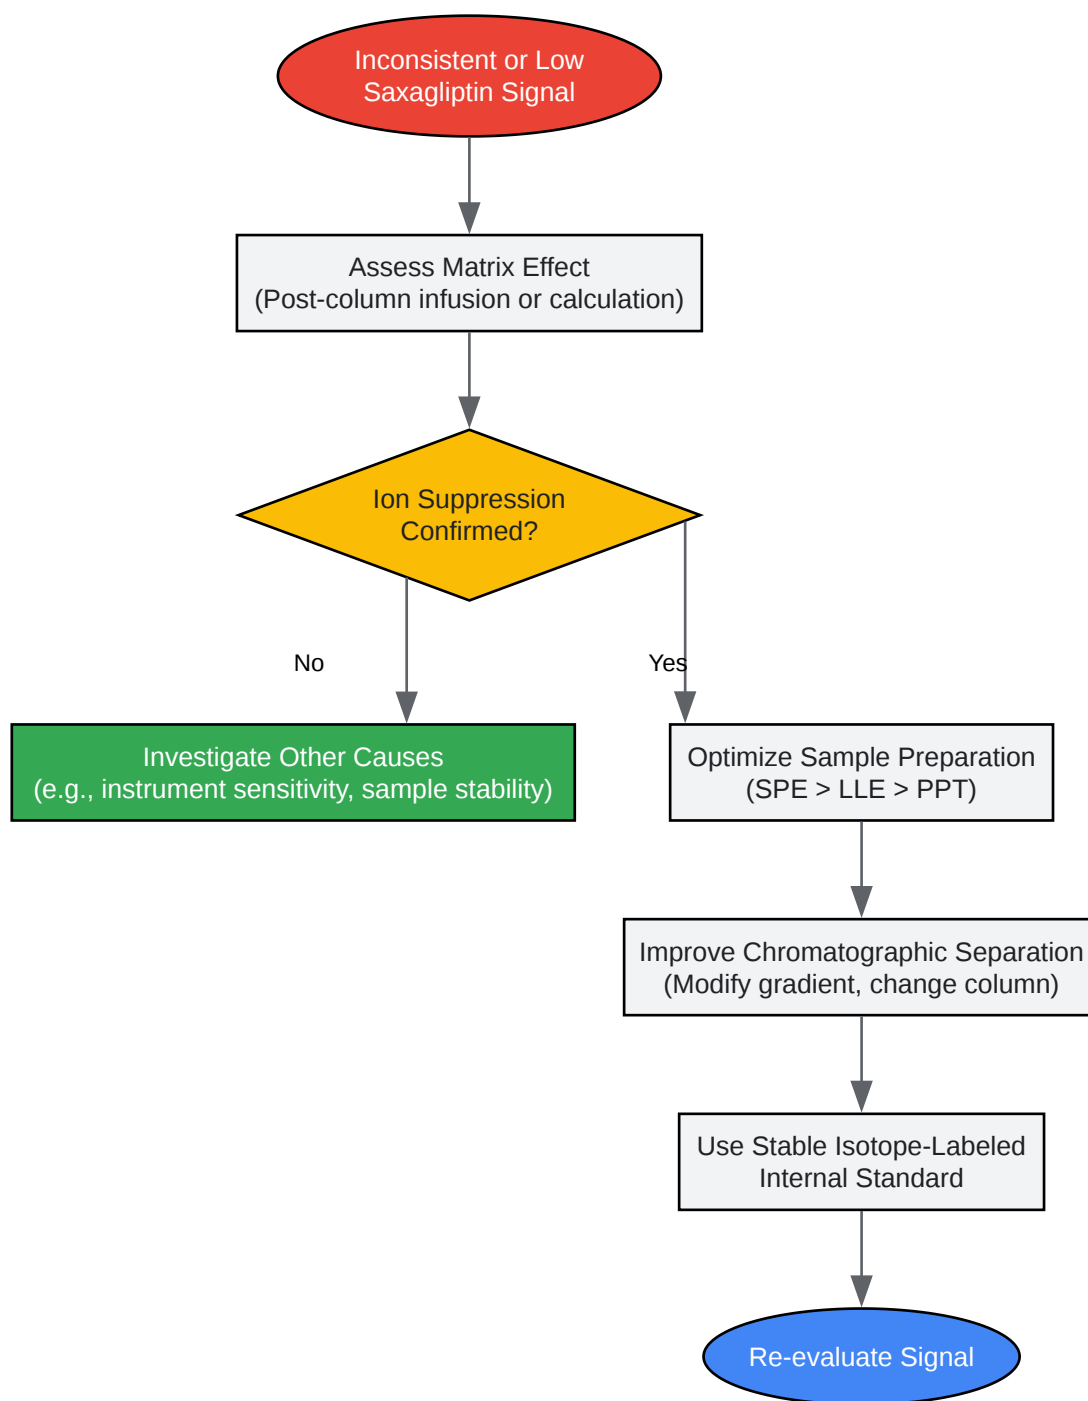 Inconsistent or Low
Saxagliptin Signal
Assess Matrix Effect
(Post-column infusion or calculation)
Ion Suppression
Confirmed?
No
Yes
Investigate Other Causes
(e.g., instrument sensitivity, sample stability)
Optimize Sample Preparation
(SPE > LLE > PPT)
Improve Chromatographic Separation
(Modify gradient, change column)
Use Stable Isotope-Labeled
Internal Standard
Re-evaluate Signal